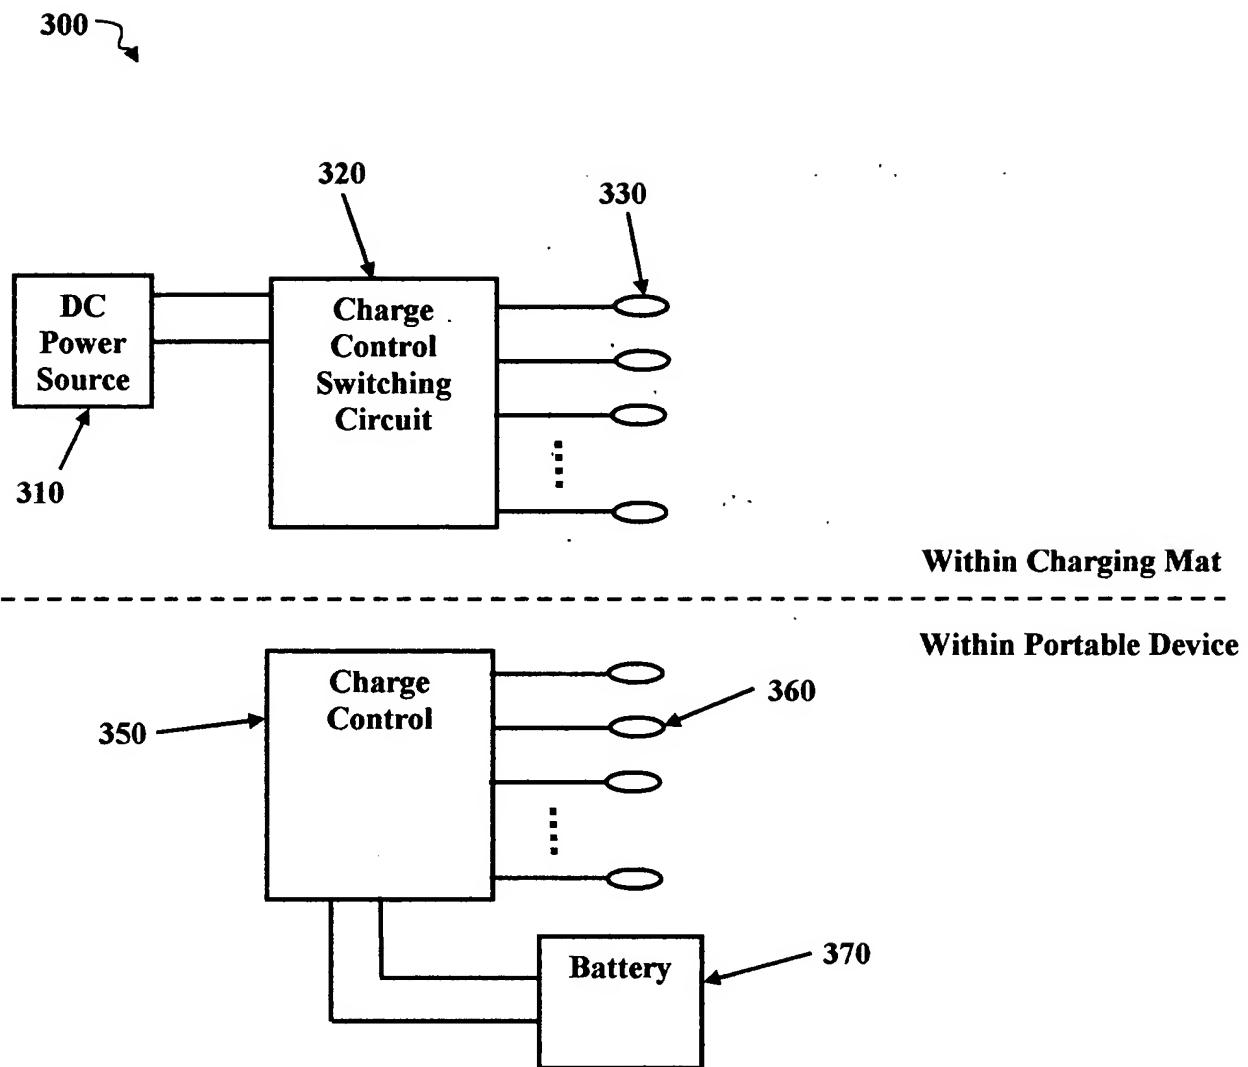 300
320
330
DC
Power
Source
Charge
Control
Switching
Circuit
310
Within Charging Mat
Within Portable Device
Charge
Control
360
350
Battery
370